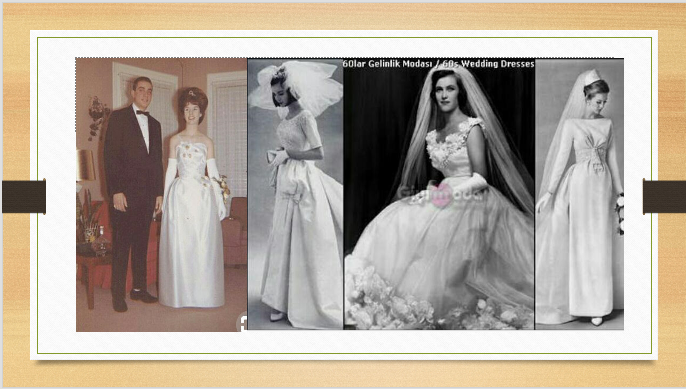 60lar Gelinlik Modası / 60s Wedding Dresses